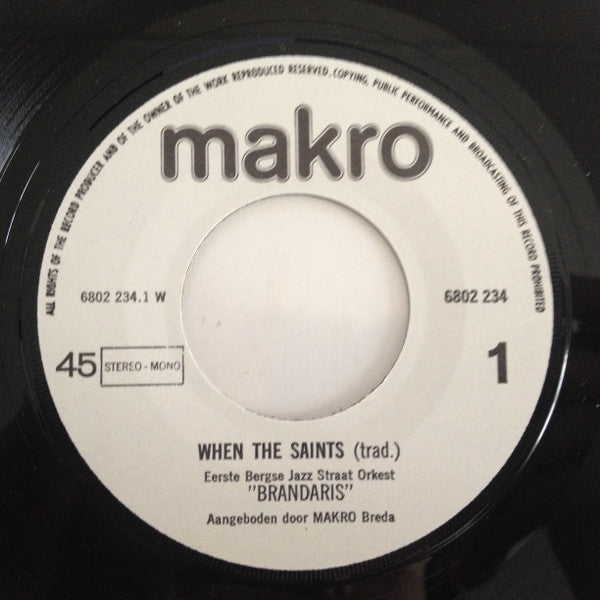 ALL RIGHTS OF THE RECORD PRODUCER AND OF THE OWNER OF THE WORK REPRODUCED RESERVED. COPYING, PUBLIC PERFORMANCE AND BROADCASTING OF THIS RECORD PROHIBITED
makro
6802 234.1 W
6802 234
45 STEREO - MONO
1
WHEN THE SAINTS (trad.)
Eerste Bergse Jazz Straat Orkest
"BRANDARIS"
Aangeboden door MAKRO Breda